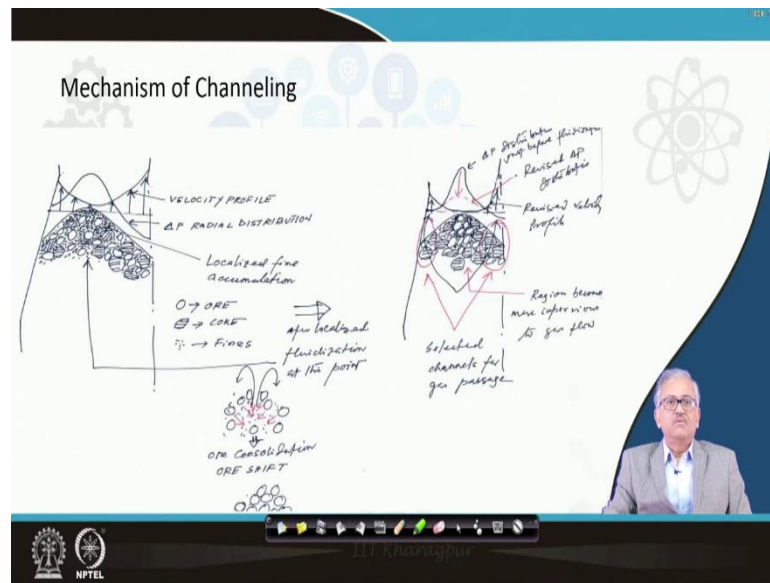 Mechanism of Channeling
VELOCITY PROFILE
ΔP RADIAL DISTRIBUTION
Localized fine
accumulation
O → ORE
→ COKE
→ Fines
After localized
fluidization
at this point
Ore Consolidation
ORE SHIFT
ΔP distribution
just before fluidization
Revised ΔP
distribution
Revised velocity
Profile
Region become
more impervious
to gas flow
Selected
channels for
gas passage
IIT Kharagpur
NPTEL